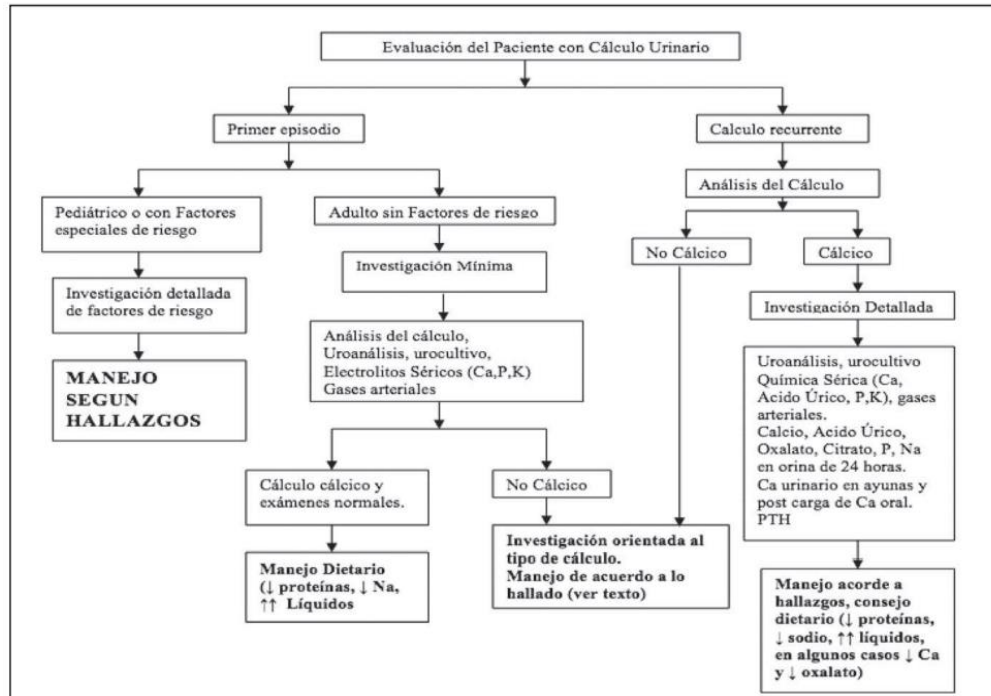 Evaluación del Paciente con Cálculo Urinario
Primer episodio
Calculo recurrente
Pediátrico o con Factores
especiales de riesgo
Adulto sin Factores de riesgo
Análisis del Cálculo
No Cálcico
Cálcico
Investigación detallada
de factores de riesgo
Investigación Mínima
Investigación Detallada
MANEJO
SEGUN
HALLAZGOS
Análisis del cálculo,
Uroanálisis, urocultivo,
Electrolitos Séricos (Ca,P,K)
Gases arteriales
Uroanálisis, urocultivo
Química Sérica (Ca,
Acido Úrico, P,K), gases
arteriales.
Calcio, Acido Úrico,
Oxalato, Citrato, P, Na
en orina de 24 horas.
Ca urinario en ayunas y
post carga de Ca oral.
PTH
Cálculo cálcico y
exámenes normales.
No Cálcico
Manejo Dietario
(↓ proteínas, ↓ Na,
↑↑ Líquidos
Investigación orientada al
tipo de cálculo.
Manejo de acuerdo a lo
hallado (ver texto)
Manejo acorde a
hallazgos, consejo
dietario (↓ proteínas,
↓ sodio, ↑↑ líquidos,
en algunos casos ↓ Ca
y ↓ oxalato)